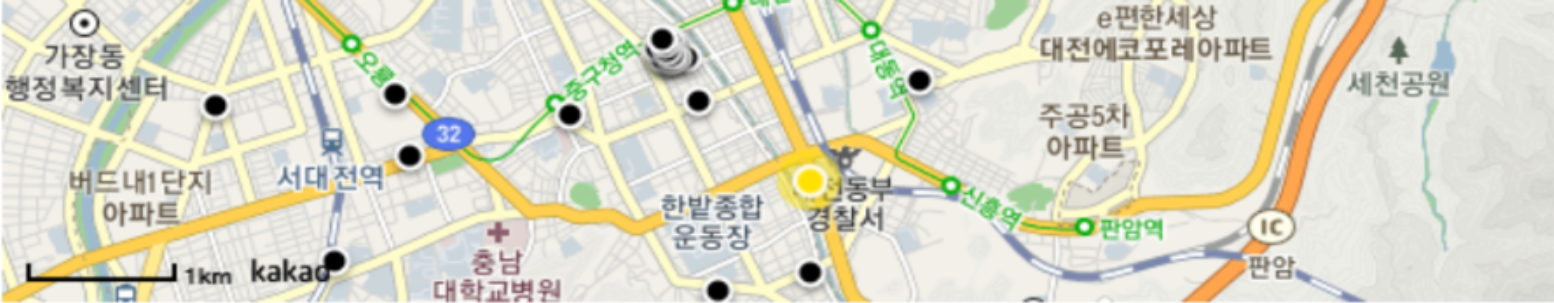 e편한세상
대전에코포레아파트
가장동
행정복지센터
오룡
중구청역
대동역
세천공원
32
주공5차
아파트
서대전역
버드내1단지
아파트
동부
경찰서
한밭종합
운동장
신흥역
판암역
IC
판암
충남
대학교병원
1km
kakao